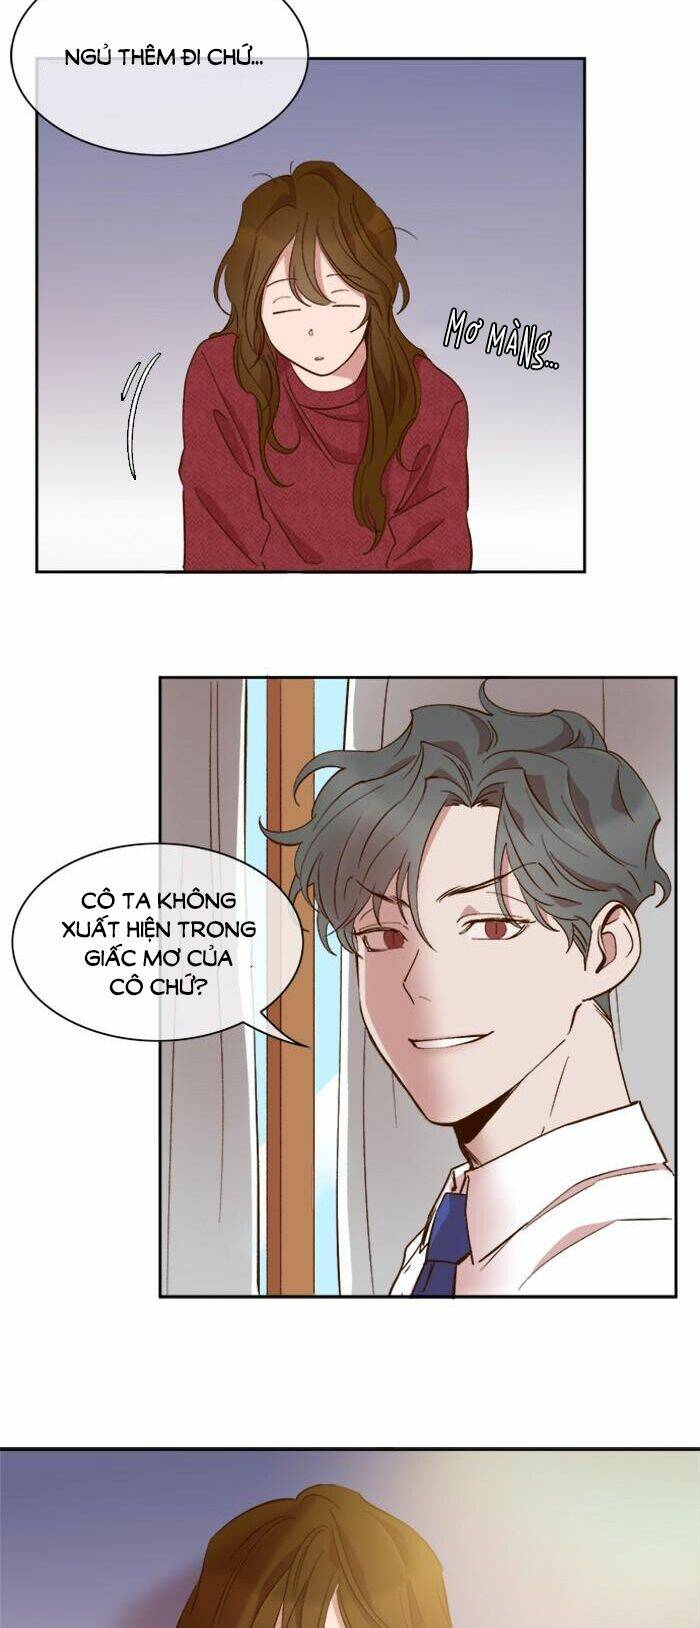 NGỦ THÊM ĐI CHỨ...
MƠ MÀNG...
CÔ TA KHÔNG
XUẤT HIỆN TRONG
GIẤC MƠ CỦA
CÔ CHỨ?